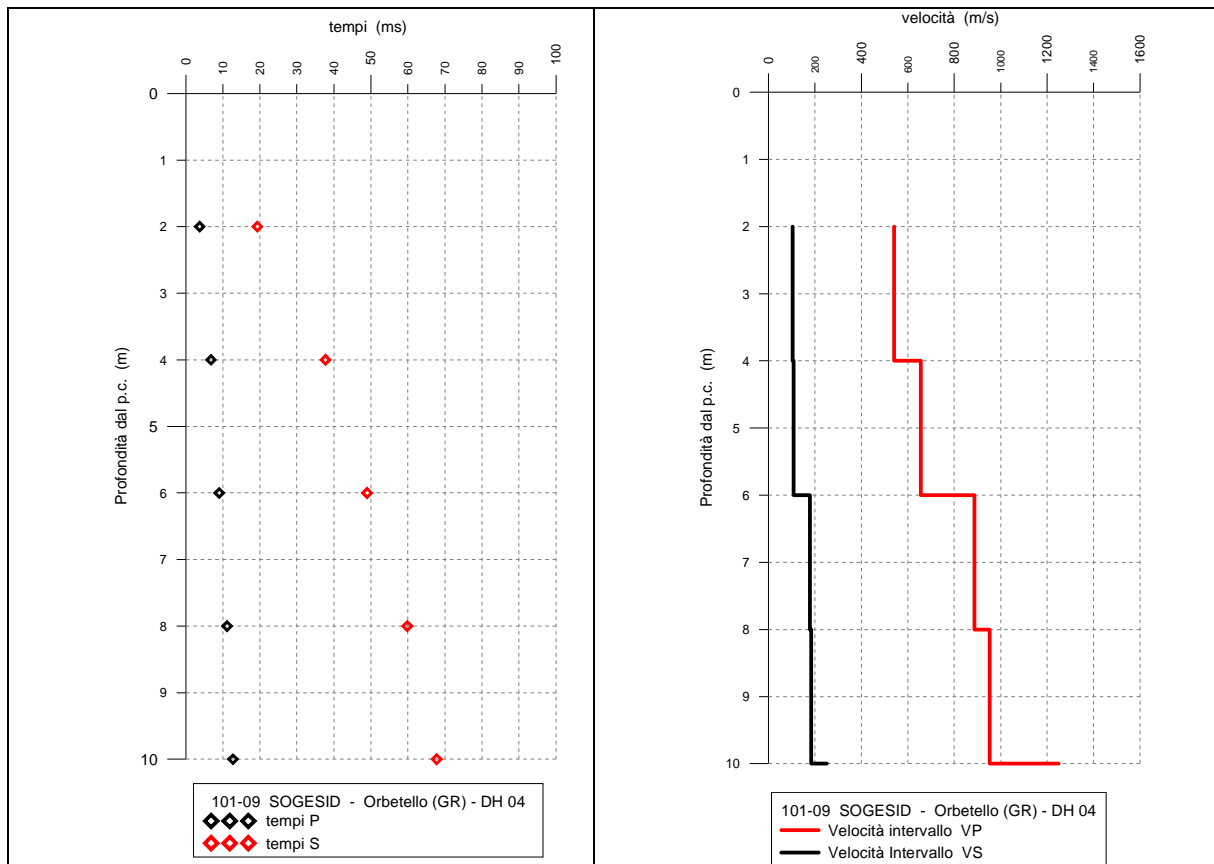 tempi (ms)
0 10 20 30 40 50 60 70 80 90 100
Profondità dal p.c. (m)
0
1
2
3
4
5
6
7
8
9
10
101-09 SOGESID - Orbetello (GR) - DH 04
tempi P
tempi S
velocità (m/s)
0 200 400 600 800 1000 1200 1400 1600
Profondità dal p.c. (m)
0
1
2
3
4
5
6
7
8
9
10
101-09 SOGESID - Orbetello (GR) - DH 04
Velocità intervallo VP
Velocità Intervallo VS